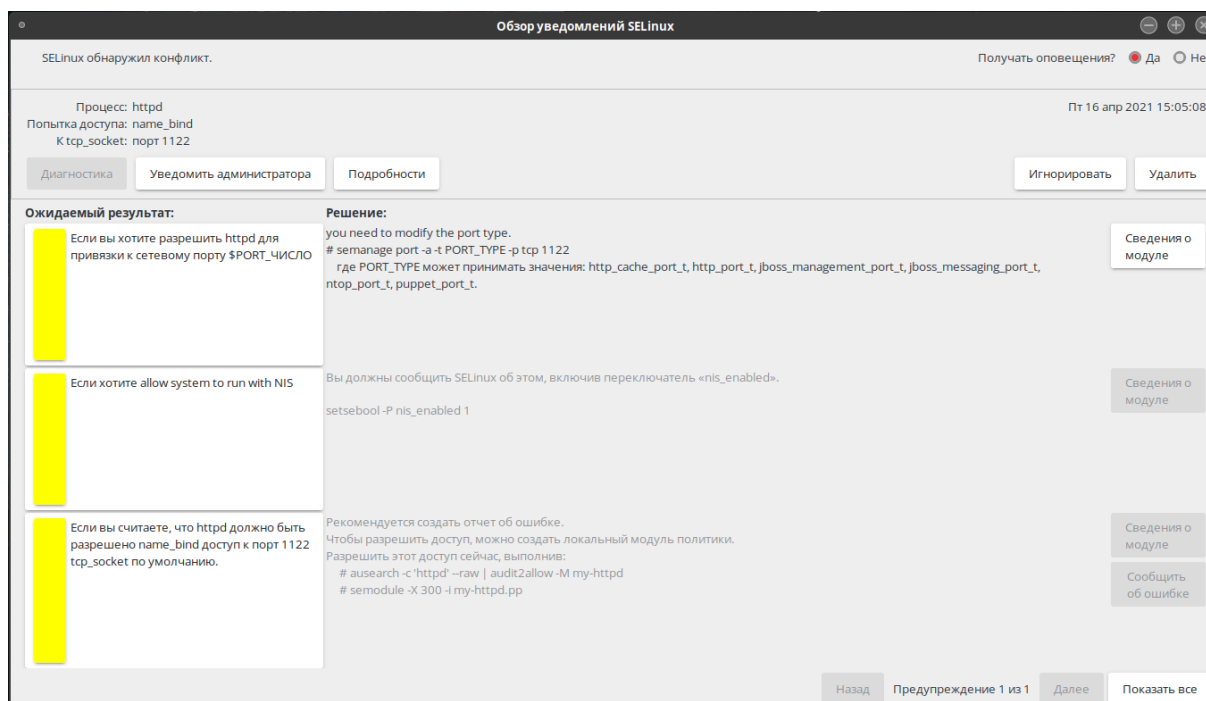 Обзор уведомлений SELinux
SELinux обнаружил конфликт.
Получать оповещения? Да Не
Процесс: httpd
Пт 16 апр 2021 15:05:08
Попытка доступа: name_bind
К tcp_socket: порт 1122
Диагностика Уведомить администратора Подробности Игнорировать Удалить
Ожидаемый результат: Решение:
Если вы хотите разрешить httpd для
привязки к сетевому порту $PORT_ЧИСЛО
you need to modify the port type.
# semanage port -a -t PORT_TYPE -p tcp 1122
где PORT_TYPE может принимать значения: http_cache_port_t, http_port_t, jboss_management_port_t, jboss_messaging_port_t,
ntop_port_t, puppet_port_t.
Сведения о
модуле
Если хотите allow system to run with NIS
Вы должны сообщить SELinux об этом, включив переключатель «nis_enabled».
setsebool -P nis_enabled 1
Сведения о
модуле
Если вы считаете, что httpd должно быть
разрешено name_bind доступ к порт 1122
tcp_socket по умолчанию.
Рекомендуется создать отчет об ошибке.
Чтобы разрешить доступ, можно создать локальный модуль политики.
Разрешить этот доступ сейчас, выполнив:
# ausearch -c 'httpd' --raw | audit2allow -M my-httpd
# semodule -X 300 -i my-httpd.pp
Сведения о
модуле
Сообщить
об ошибке
Назад Предупреждение 1 из 1 Далее Показать все